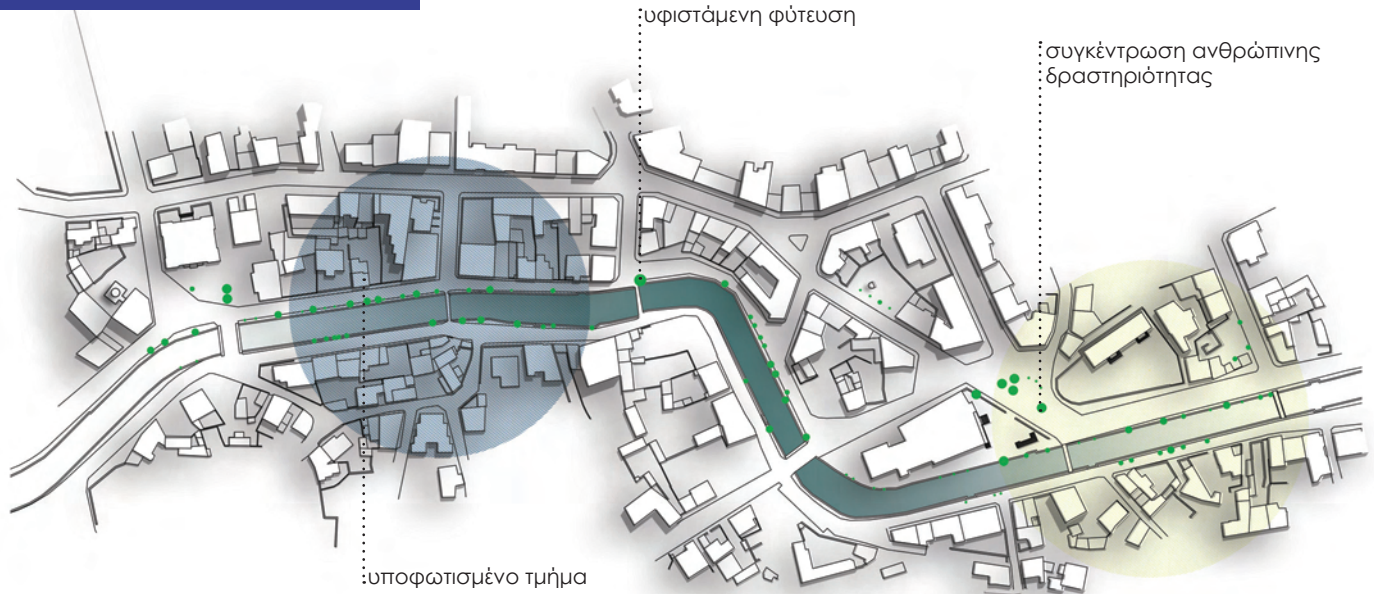 υφιστάμενη φύτευση
συγκέντρωση ανθρώπινης
δραστηριότητας
υποφωτισμένο τμήμα